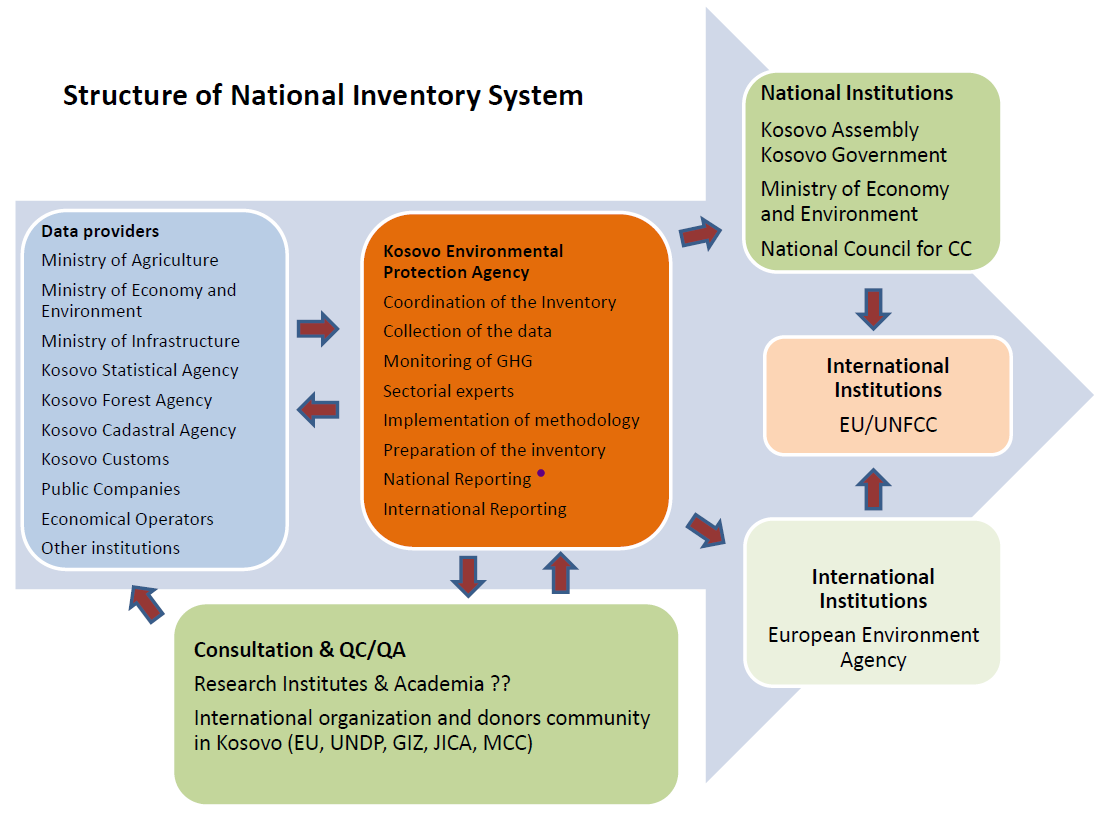 Structure of National Inventory System
Data providers
Ministry of Agriculture
Ministry of Economy and
Environment
Ministry of Infrastructure
Kosovo Statistical Agency
Kosovo Forest Agency
Kosovo Cadastral Agency
Kosovo Customs
Public Companies
Economical Operators
Other institutions
Kosovo Environmental
Protection Agency
Coordination of the Inventory
Collection of the data
Monitoring of GHG
Sectorial experts
Implementation of methodology
Preparation of the inventory
National Reporting
International Reporting
National Institutions
Kosovo Assembly
Kosovo Government
Ministry of Economy
and Environment
National Council for CC
International
Institutions
EU/UNFCC
International
Institutions
European Environment
Agency
Consultation & QC/QA
Research Institutes & Academia ??
International organization and donors community
in Kosovo (EU, UNDP, GIZ, JICA, MCC)